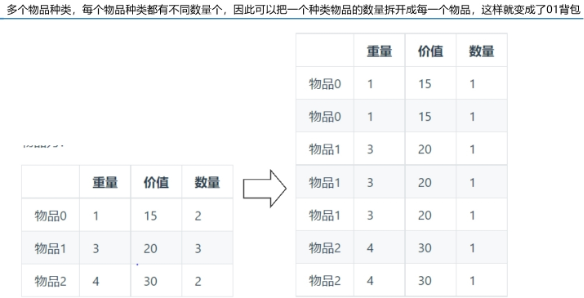 多个物品种类，每个物品种类都有不同数量个，因此可以把一个种类物品的数量拆开成每一个物品，这样就变成了01背包
重量 价值 数量
物品0 1 15 2
物品1 3 20 3
物品2 4 30 2
重量 价值 数量
物品0 1 15 1
物品0 1 15 1
物品1 3 20 1
物品1 3 20 1
物品1 3 20 1
物品2 4 30 1
物品2 4 30 1